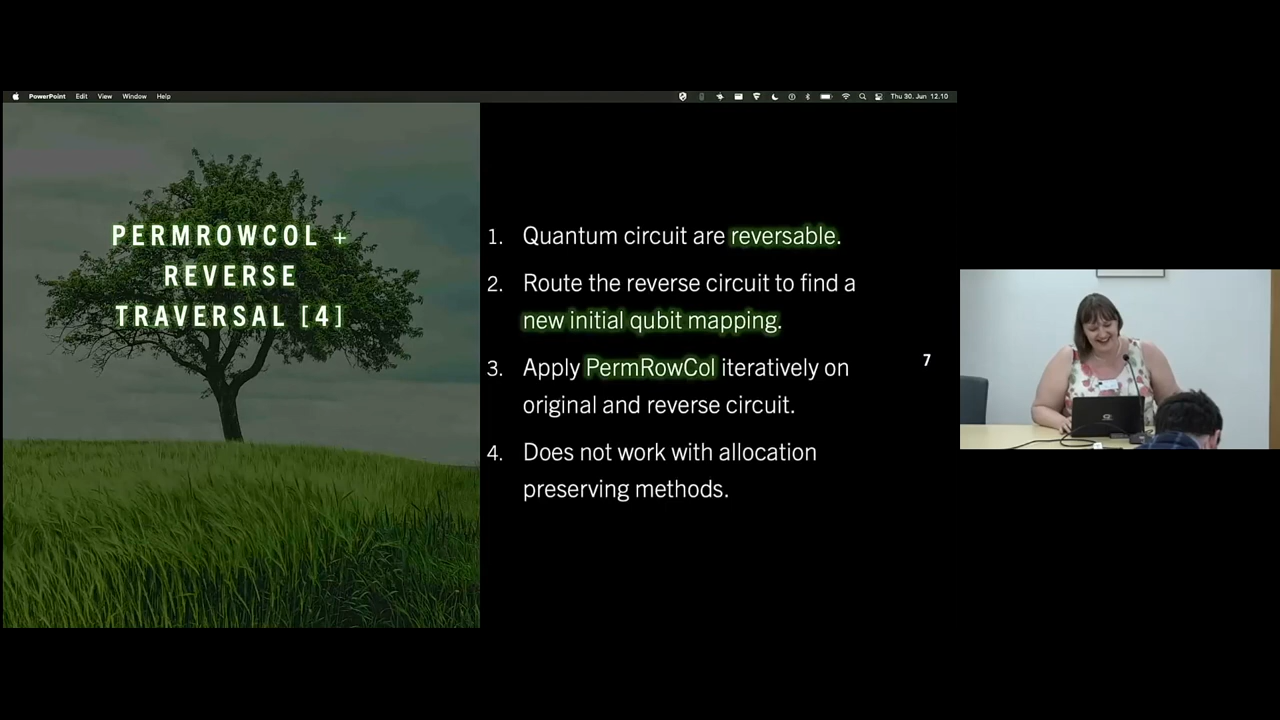 PowerPoint Edit View Window Help Thu 30. Jun 12.10
PERMROWCOL +
REVERSE
TRAVERSAL [4]
1. Quantum circuit are reversable.
2. Route the reverse circuit to find a
new initial qubit mapping.
3. Apply PermRowCol iteratively on
original and reverse circuit.
4. Does not work with allocation
preserving methods.
7